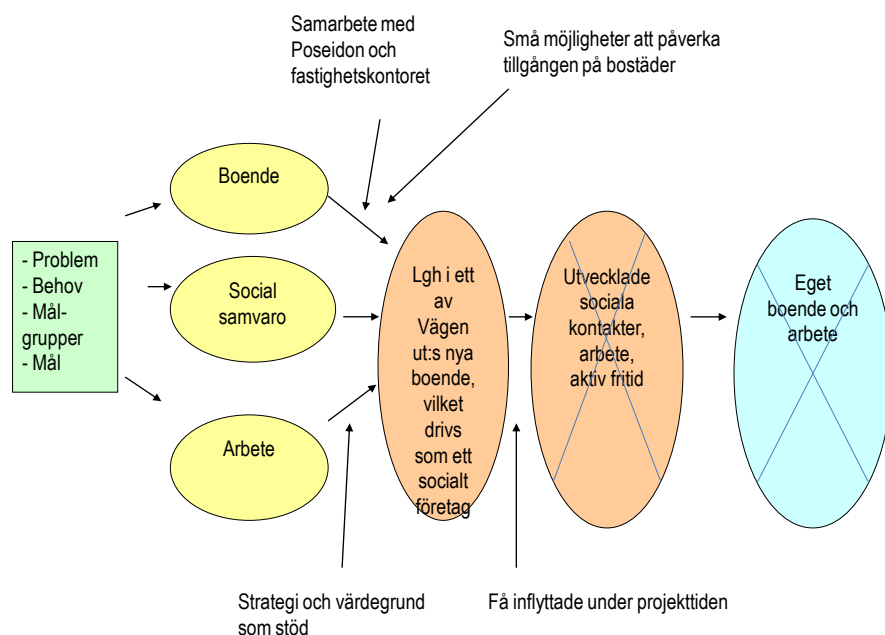 Samarbete med
Poseidon och
fastighetskontoret
Små möjligheter att påverka
tillgången på bostäder
- Problem
- Behov
- Mål-
grupper
- Mål
Boende
Social
samvaro
Arbete
Lgh i ett
av
Vägen
ut:s nya
boende,
vilket
drivs
som ett
socialt
företag
Utvecklade
sociala
kontakter,
arbete,
aktiv fritid
Eget
boende och
arbete
Strategi och värdegrund
som stöd
Få inflyttade under projekttiden